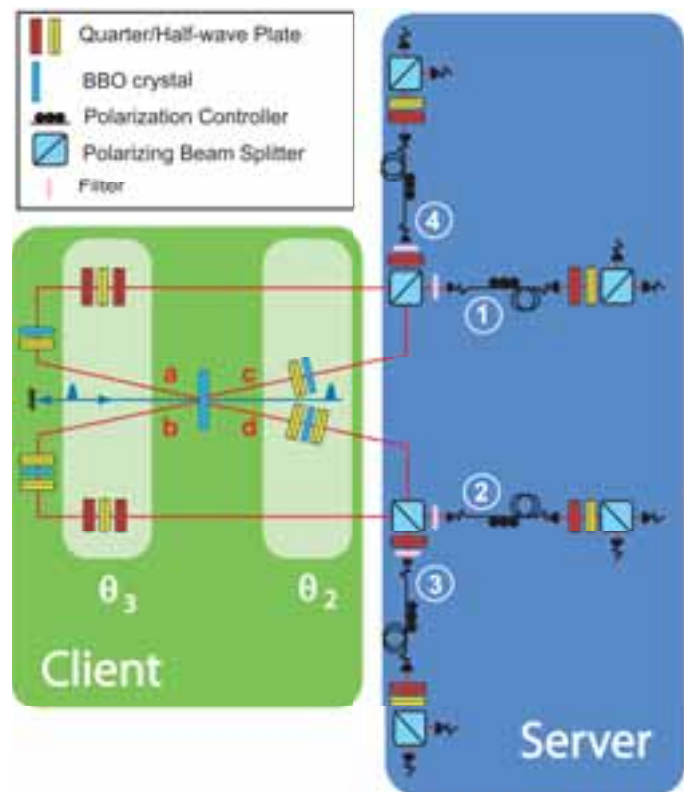 Quarter/Half-wave Plate
BBO crystal
Polarization Controller
Polarizing Beam Splitter
Filter
4
1
a
c
b
d
2
3
θ3
θ2
Client
Server